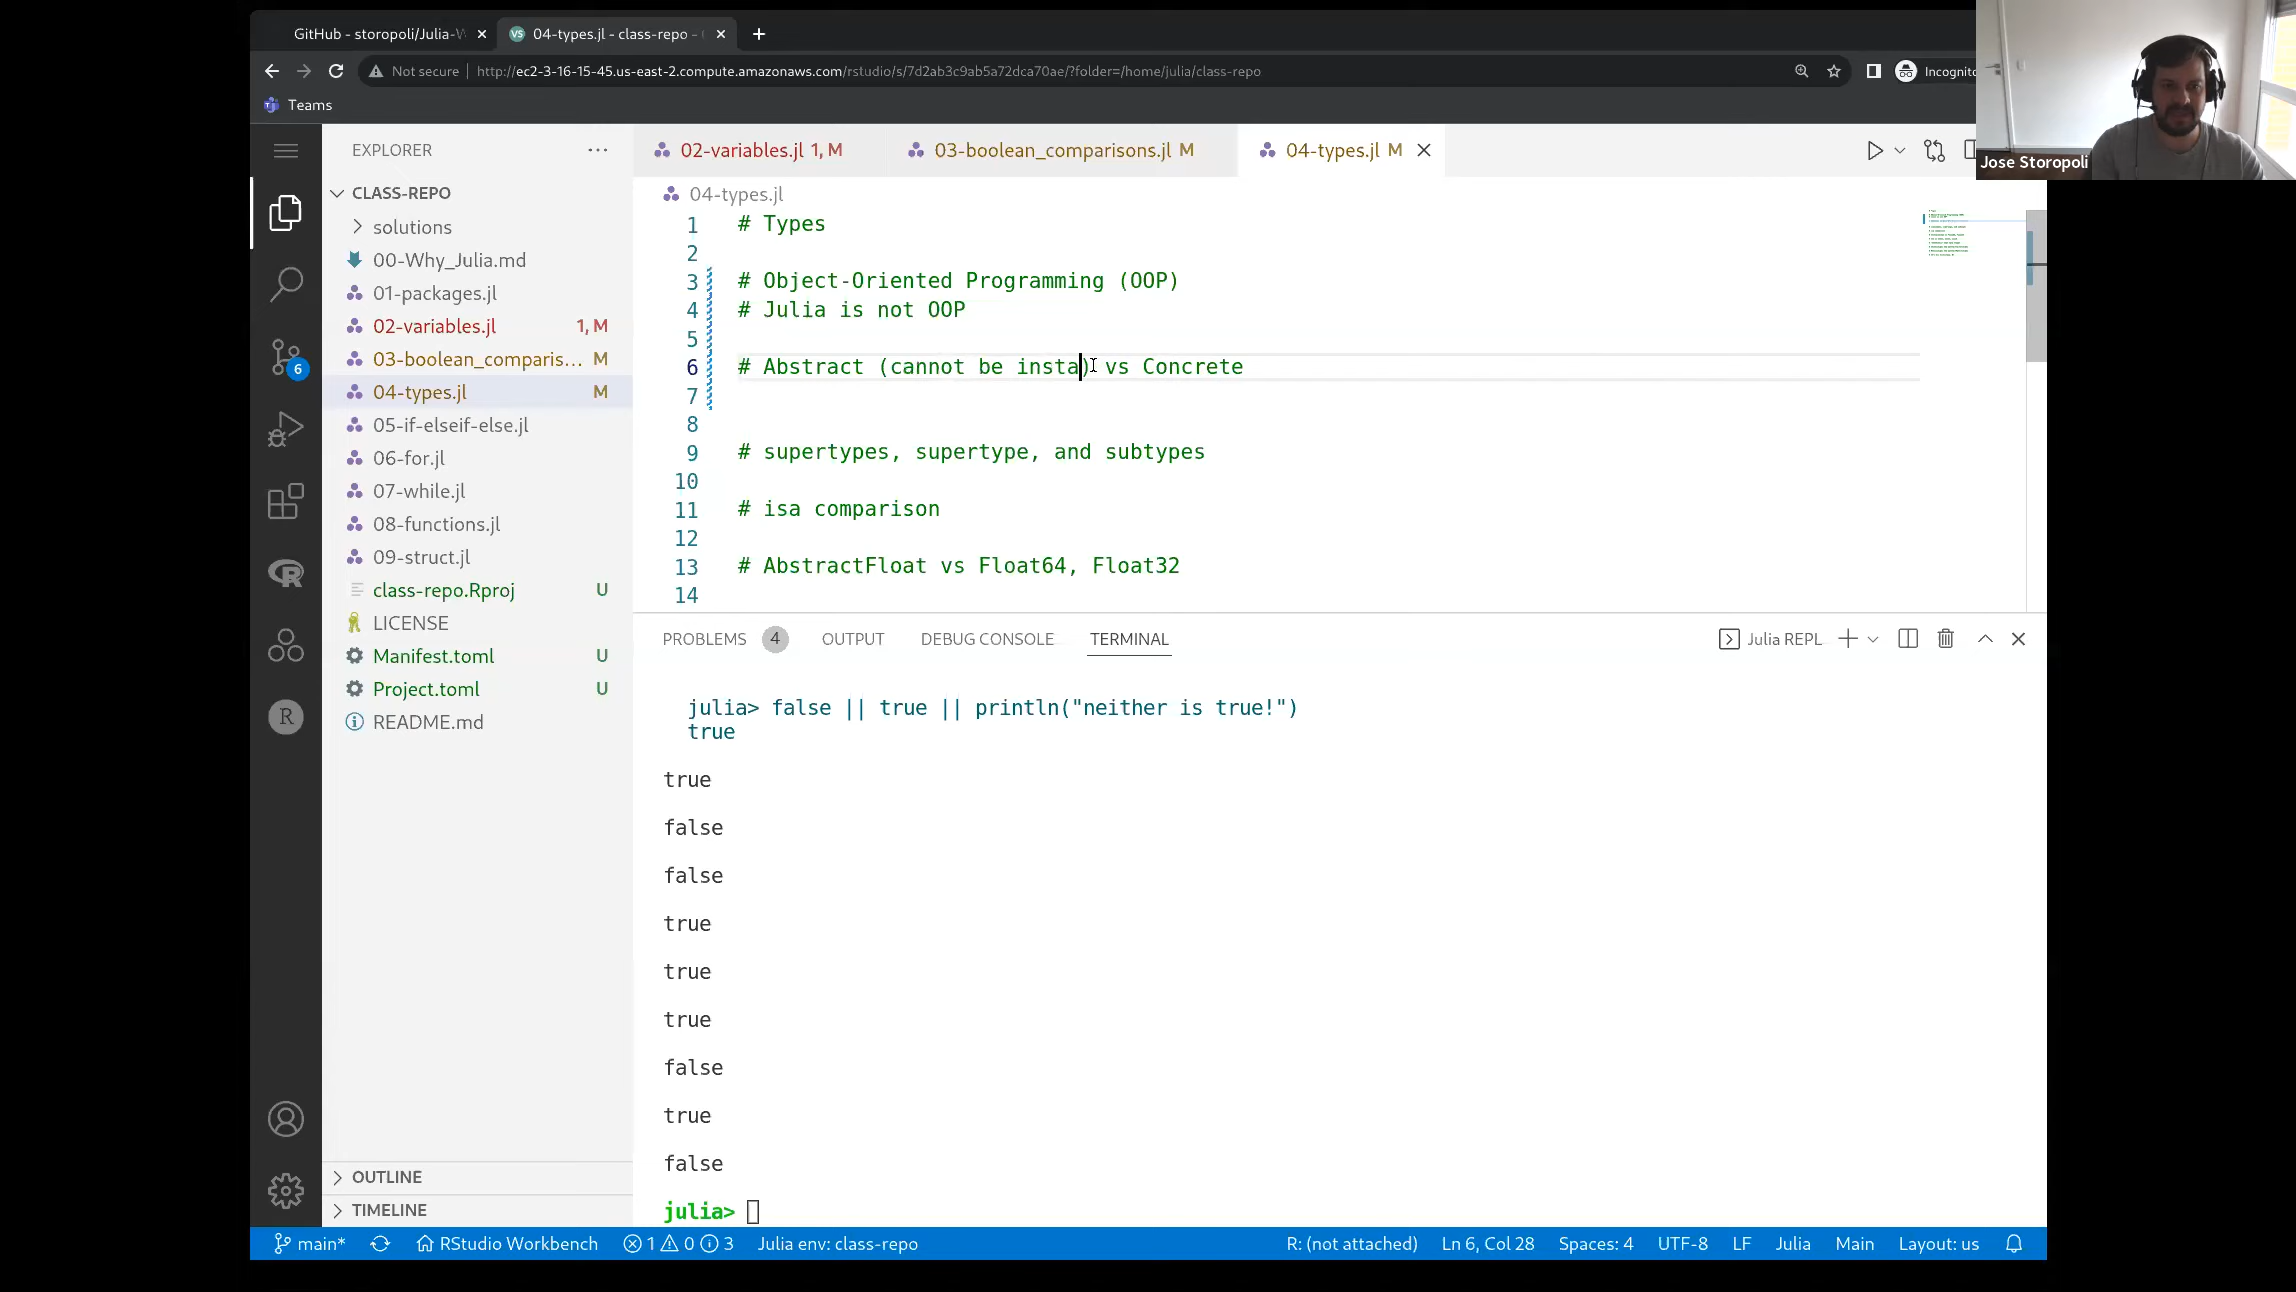 GitHub - storopoli/Julia-W
04-types.jl - class-repo -
Not secure
http://ec2-3-16-15-45.us-east-2.compute.amazonaws.com/rstudio/s/7d2ab3c9ab5a72dca70ae/?folder=/home/julia/class-repo
Incognito
Teams
Jose Storopoli
EXPLORER
CLASS-REPO
solutions
00-Why_Julia.md
01-packages.jl
02-variables.jl 1, M
03-boolean_comparis... M
04-types.jl M
05-if-elseif-else.jl
06-for.jl
07-while.jl
08-functions.jl
09-struct.jl
class-repo.Rproj U
LICENSE
Manifest.toml U
Project.toml U
README.md
6
R
OUTLINE
TIMELINE
02-variables.jl 1, M
03-boolean_comparisons.jl M
04-types.jl M
04-types.jl
1 # Types
2
3 # Object-Oriented Programming (OOP)
4 # Julia is not OOP
5
6 # Abstract (cannot be insta) vs Concrete
7
8
9 # supertypes, supertype, and subtypes
10
11 # isa comparison
12
13 # AbstractFloat vs Float64, Float32
14
PROBLEMS 4 OUTPUT DEBUG CONSOLE TERMINAL
Julia REPL
julia> false || true || println("neither is true!")
true
true
false
false
true
true
true
false
true
false
julia>
main* RStudio Workbench 1 0 3 Julia env: class-repo R: (not attached) Ln 6, Col 28 Spaces: 4 UTF-8 LF Julia Main Layout: us